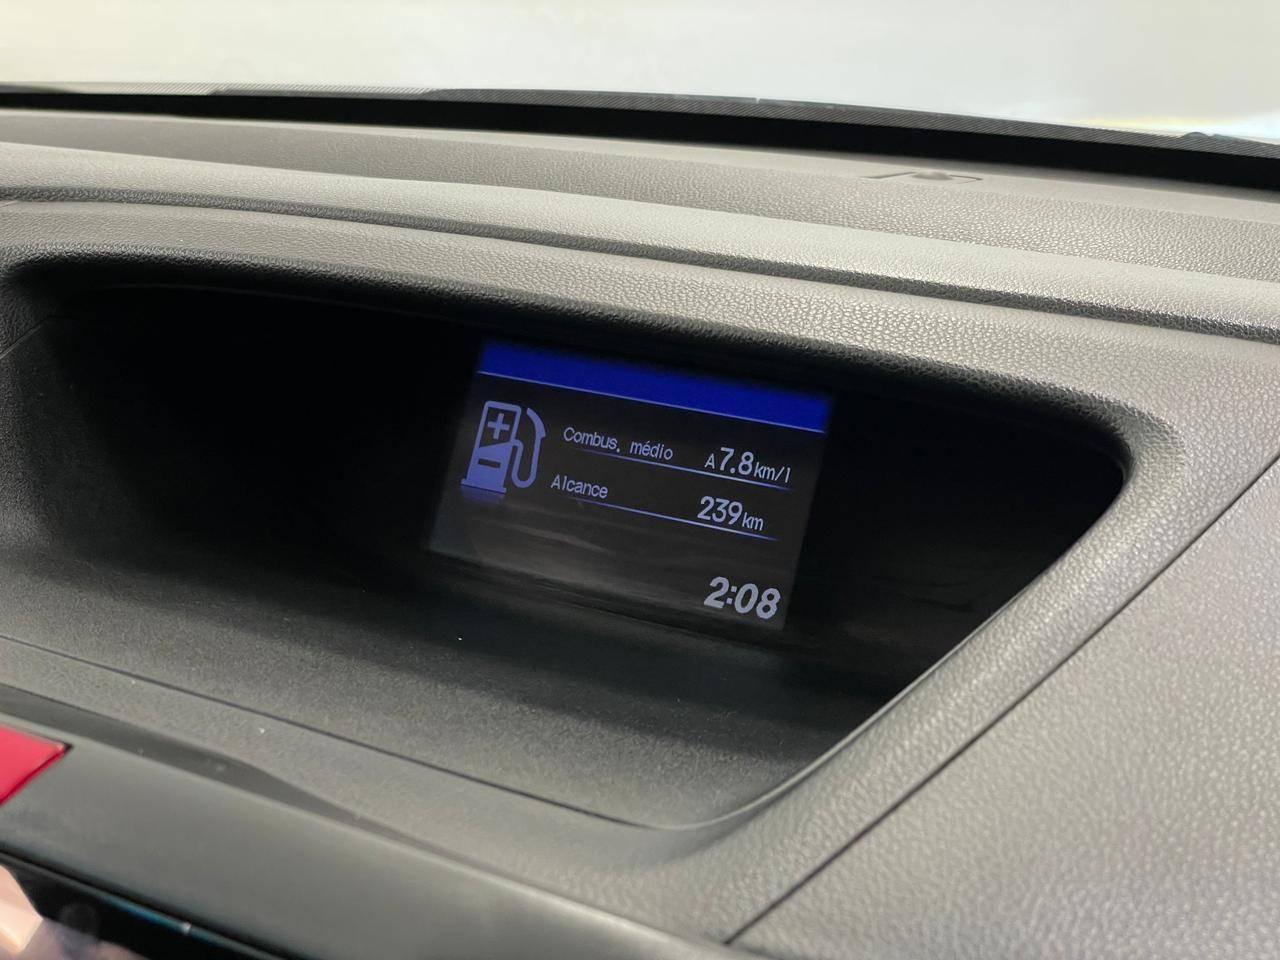 Combus. médio A7.8km/l
Alcance 239km
2:08